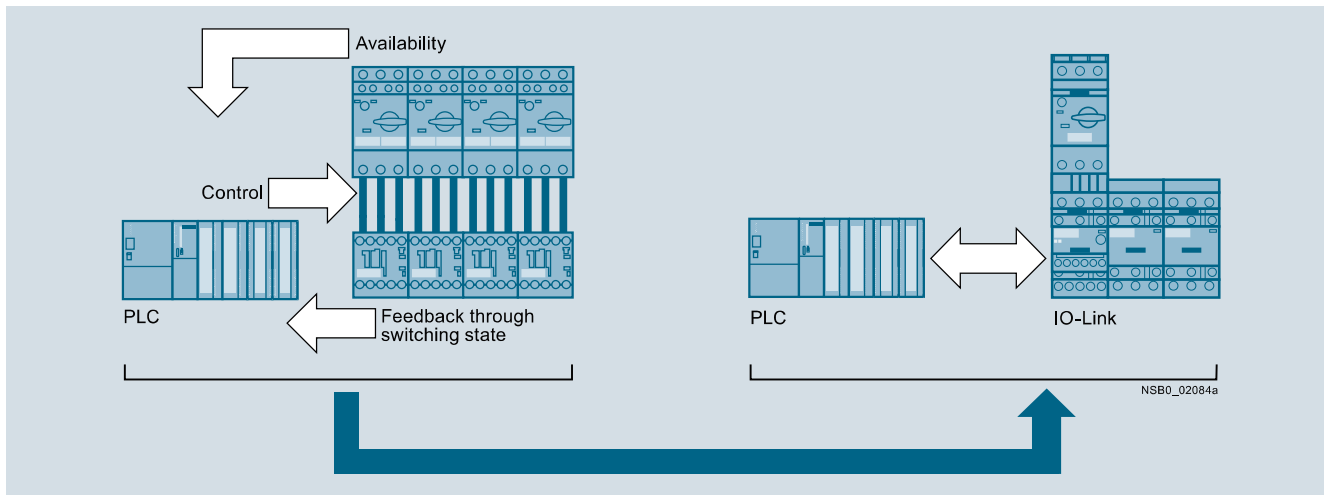 Availability
Control
PLC
Feedback through
switching state
PLC
IO-Link
NSB0_02084a